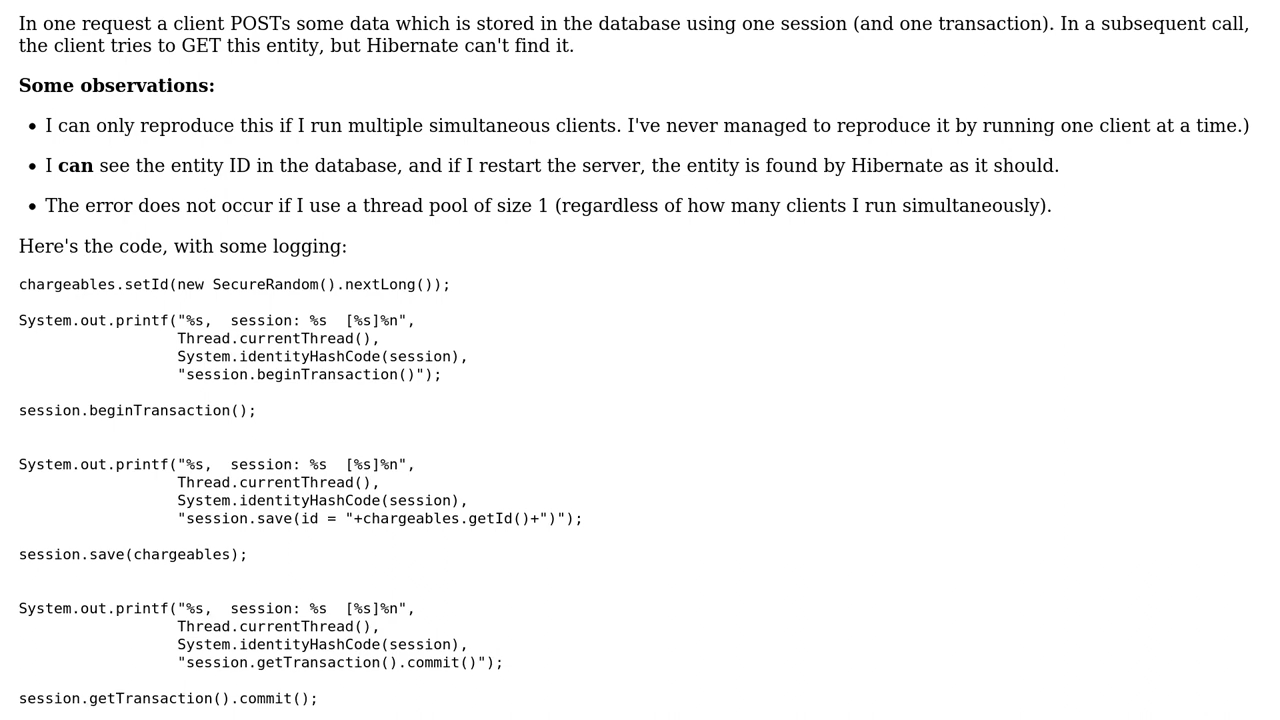 In one request a client POSTs some data which is stored in the database using one session (and one transaction). In a subsequent call,
the client tries to GET this entity, but Hibernate can't find it.
Some observations:
• I can only reproduce this if I run multiple simultaneous clients. I've never managed to reproduce it by running one client at a time.)
• I can see the entity ID in the database, and if I restart the server, the entity is found by Hibernate as it should.
• The error does not occur if I use a thread pool of size 1 (regardless of how many clients I run simultaneously).
Here's the code, with some logging:
chargeables.setId(new SecureRandom().nextLong());
System.out.printf("%s,  session: %s  [%s]%n",
                  Thread.currentThread(),
                  System.identityHashCode(session),
                  "session.beginTransaction()");
session.beginTransaction();
System.out.printf("%s,  session: %s  [%s]%n",
                  Thread.currentThread(),
                  System.identityHashCode(session),
                  "session.save(id = "+chargeables.getId()+")");
session.save(chargeables);
System.out.printf("%s,  session: %s  [%s]%n",
                  Thread.currentThread(),
                  System.identityHashCode(session),
                  "session.getTransaction().commit()");
session.getTransaction().commit();